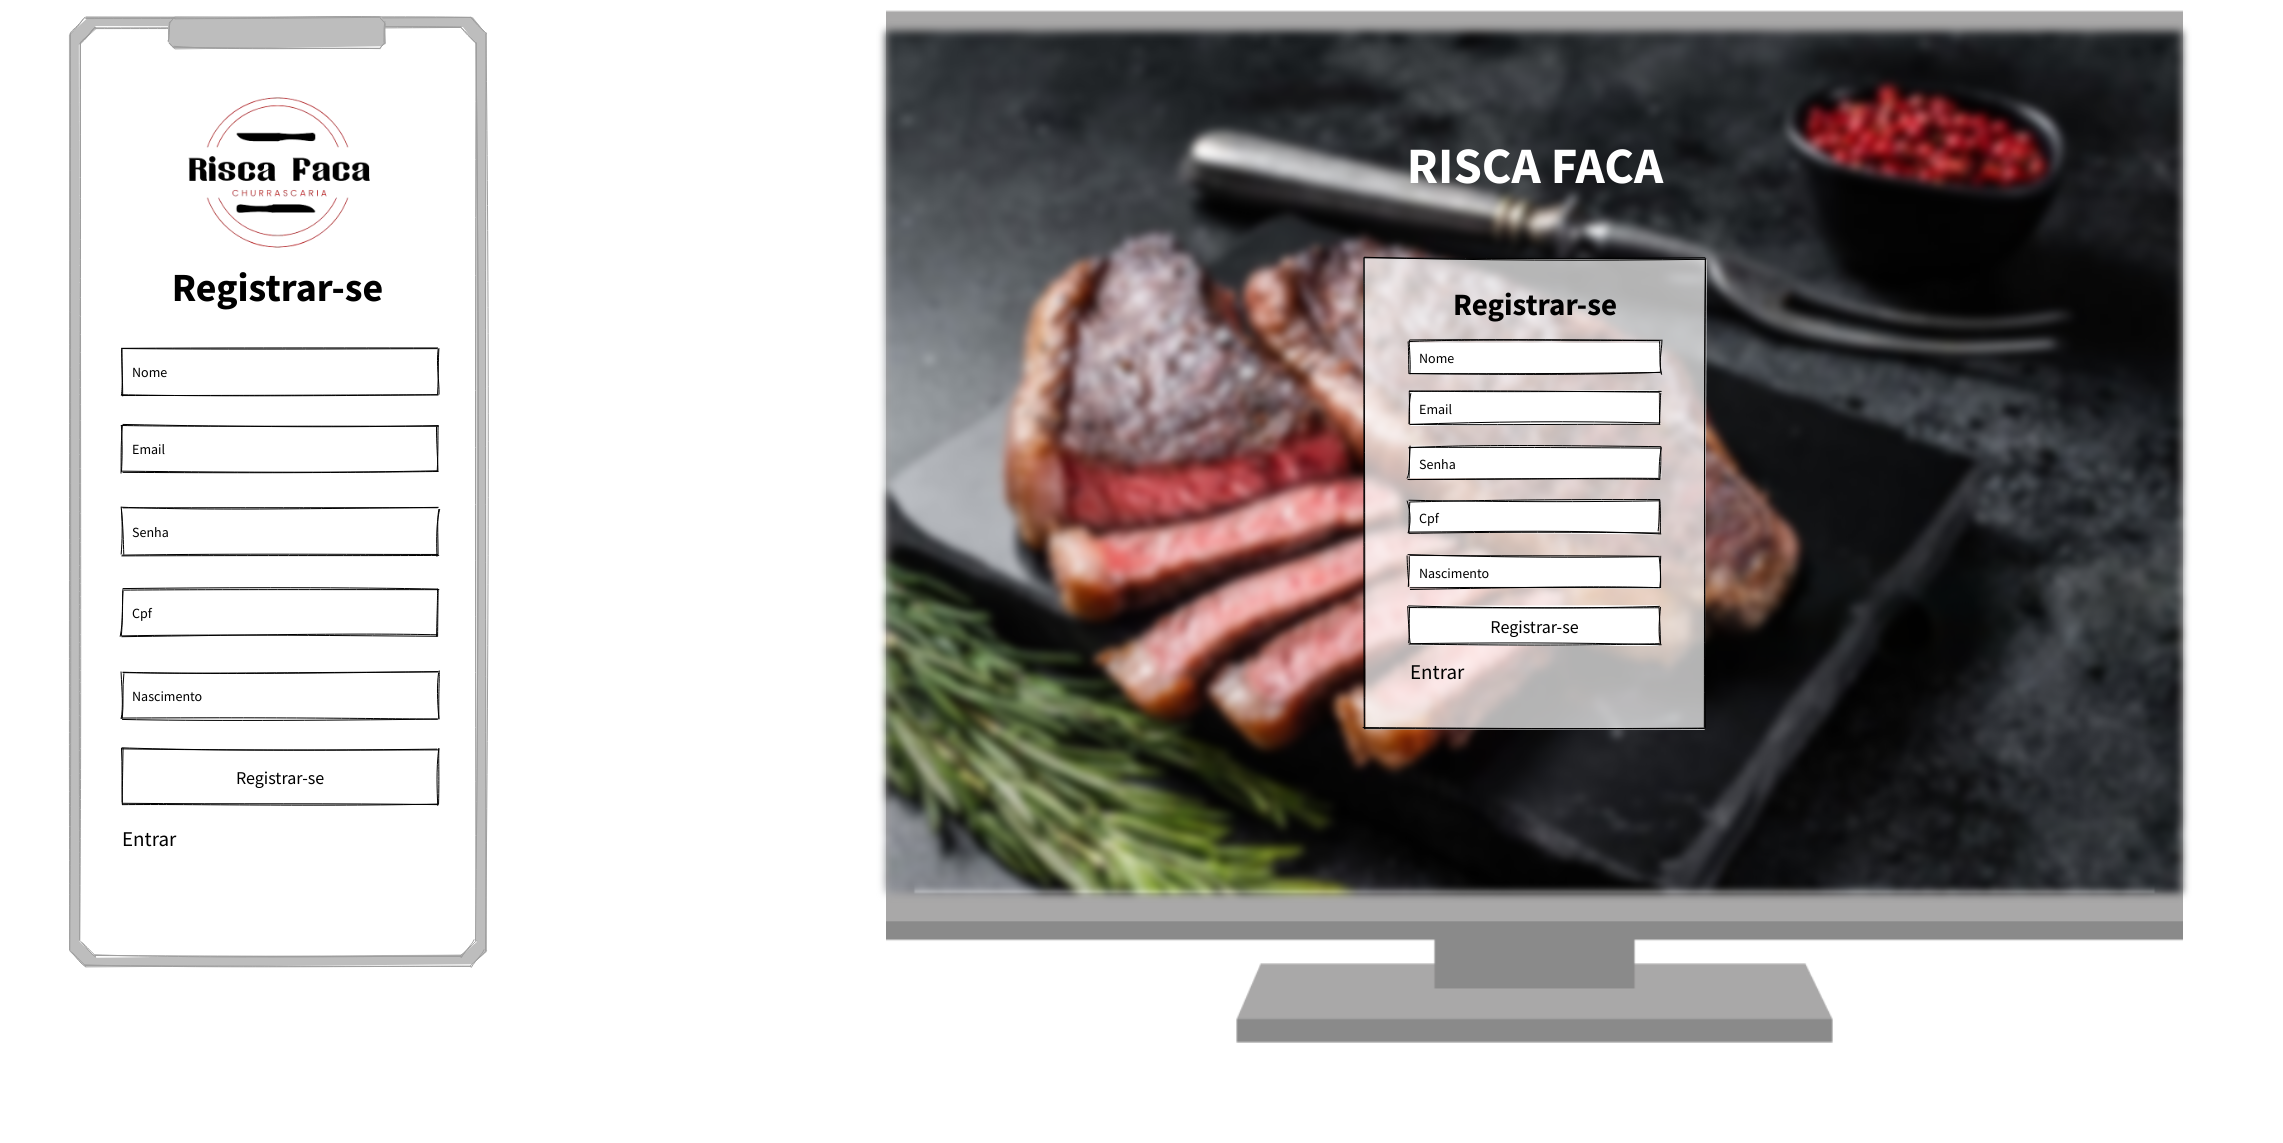 Risca Faca
CHURRASCARIA
Registrar-se
Nome
Email
Senha
Cpf
Nascimento
Registrar-se
Entrar
RISCA FACA
Registrar-se
Nome
Email
Senha
Cpf
Nascimento
Registrar-se
Entrar